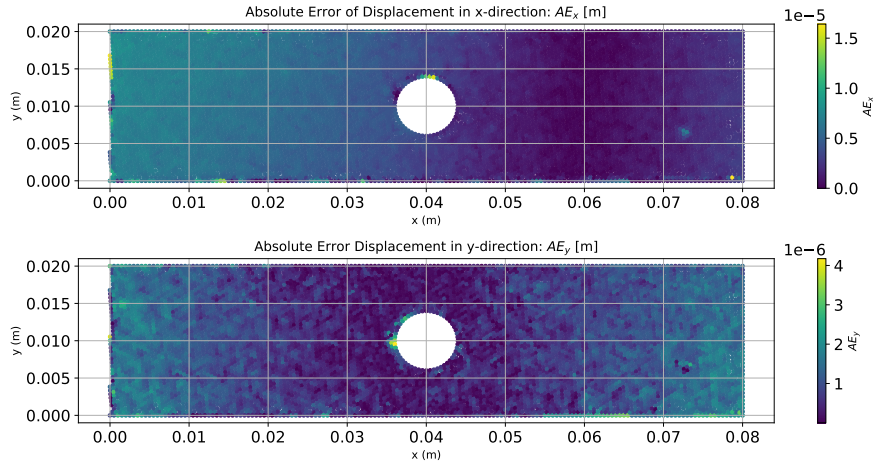 Absolute Error of Displacement in x-direction: AEₓ [m]
1e−5
0.020
0.015
0.010
0.005
0.000
y (m)
0.00 0.01 0.02 0.03 0.04 0.05 0.06 0.07 0.08
x (m)
1.5
1.0
0.5
0.0
AEₓ
Absolute Error Displacement in y-direction: AE_y [m]
1e−6
0.020
0.015
0.010
0.005
0.000
y (m)
0.00 0.01 0.02 0.03 0.04 0.05 0.06 0.07 0.08
x (m)
4
3
2
1
AE_y